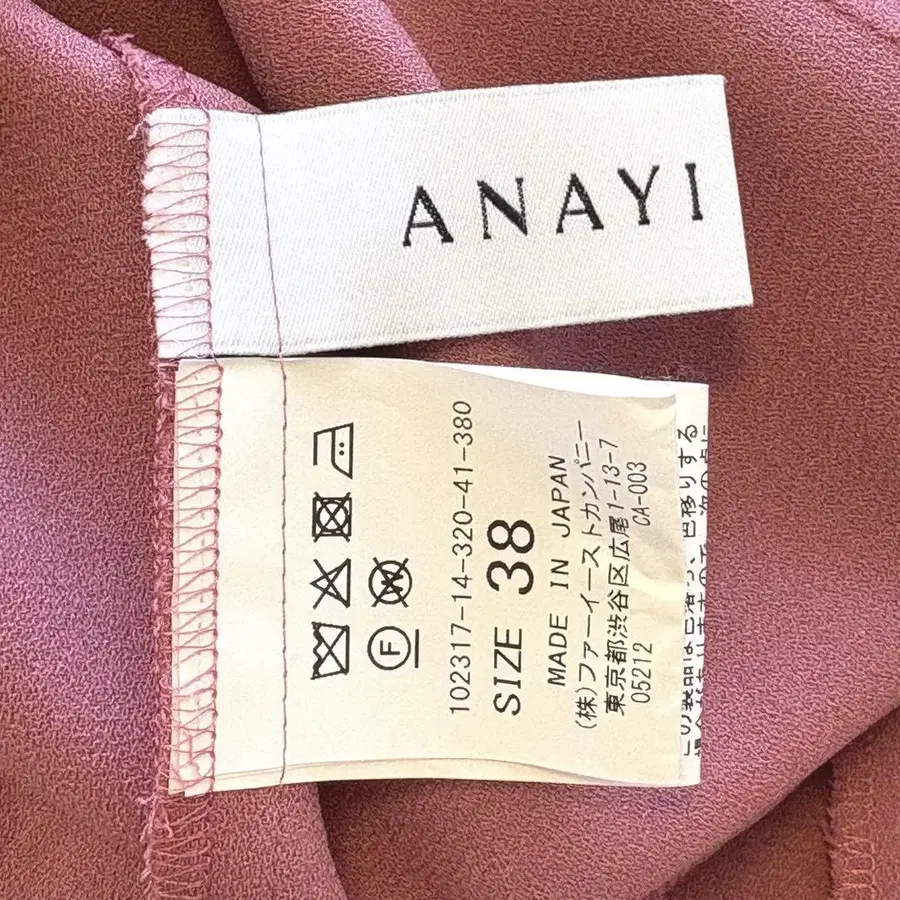 ANAYI
102317-14-320-41-380
SIZE 38
MADE IN JAPAN
(株)ファーイーストカンパニー
東京都渋谷区広尾1-13-7
05212 CA-003